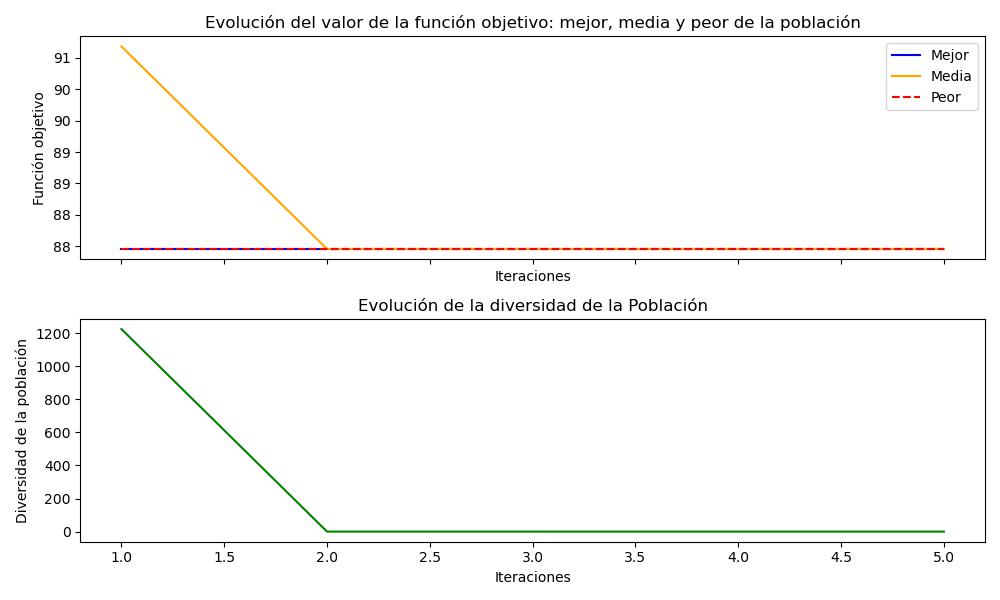 Evolución del valor de la función objetivo: mejor, media y peor de la población
Función objetivo
91
90
90
89
89
88
88
Mejor
Media
Peor
Iteraciones
Evolución de la diversidad de la Población
Diversidad de la población
1200
1000
800
600
400
200
0
1.0 1.5 2.0 2.5 3.0 3.5 4.0 4.5 5.0
Iteraciones